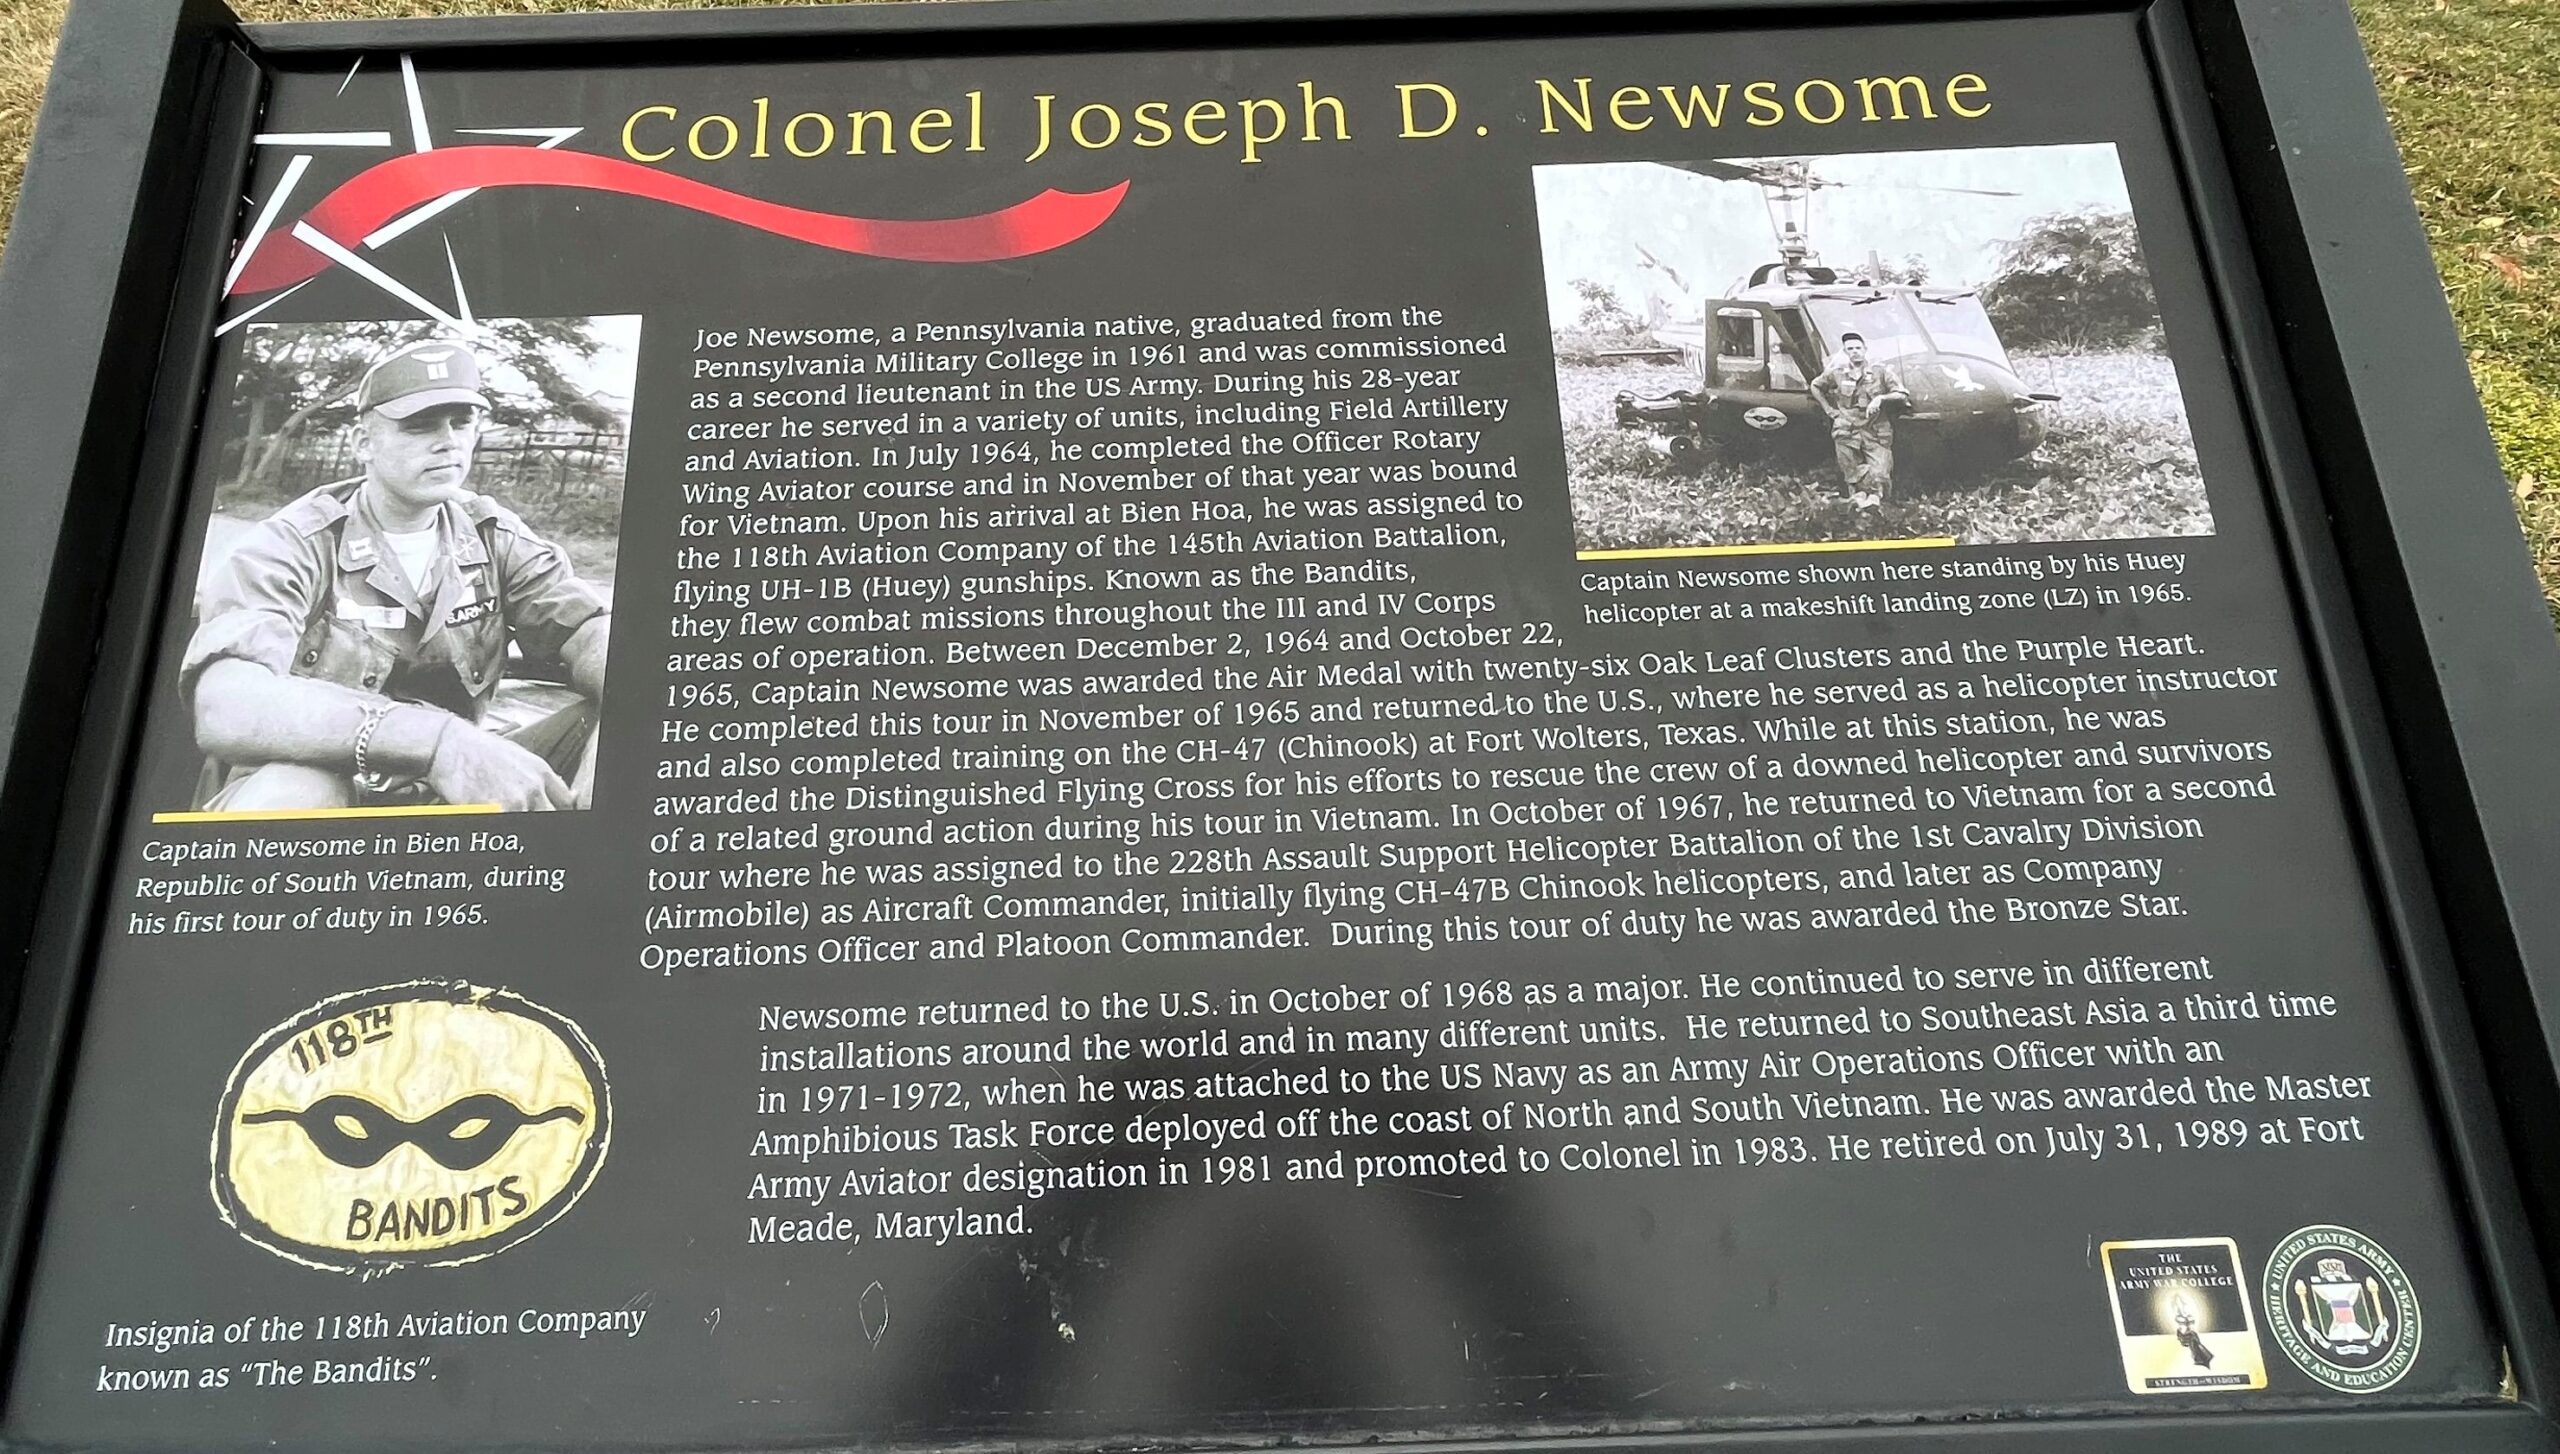 Colonel Joseph D. Newsome
Joe Newsome, a Pennsylvania native, graduated from the
Pennsylvania Military College in 1961 and was commissioned
as a second lieutenant in the US Army. During his 28-year
career he served in a variety of units, including Field Artillery
and Aviation. In July 1964, he completed the Officer Rotary
Wing Aviator course and in November of that year was bound
for Vietnam. Upon his arrival at Bien Hoa, he was assigned to
the 118th Aviation Company of the 145th Aviation Battalion,
flying UH-1B (Huey) gunships. Known as the Bandits,
they flew combat missions throughout the III and IV Corps
areas of operation. Between December 2, 1964 and October 22,
1965, Captain Newsome was awarded the Air Medal with twenty-six Oak Leaf Clusters and the Purple Heart.
He completed this tour in November of 1965 and returned to the U.S., where he served as a helicopter instructor
and also completed training on the CH-47 (Chinook) at Fort Wolters, Texas. While at this station, he was
awarded the Distinguished Flying Cross for his efforts to rescue the crew of a downed helicopter and survivors
of a related ground action during his tour in Vietnam. In October of 1967, he returned to Vietnam for a second
tour where he was assigned to the 228th Assault Support Helicopter Battalion of the 1st Cavalry Division
(Airmobile) as Aircraft Commander, initially flying CH-47B Chinook helicopters, and later as Company
Operations Officer and Platoon Commander. During this tour of duty he was awarded the Bronze Star.
Newsome returned to the U.S. in October of 1968 as a major. He continued to serve in different
installations around the world and in many different units. He returned to Southeast Asia a third time
in 1971-1972, when he was attached to the US Navy as an Army Air Operations Officer with an
Amphibious Task Force deployed off the coast of North and South Vietnam. He was awarded the Master
Army Aviator designation in 1981 and promoted to Colonel in 1983. He retired on July 31, 1989 at Fort
Meade, Maryland.
Captain Newsome shown here standing by his Huey
helicopter at a makeshift landing zone (LZ) in 1965.
ARMY
Captain Newsome in Bien Hoa,
Republic of South Vietnam, during
his first tour of duty in 1965.
118TH
BANDITS
Insignia of the 118th Aviation Company
known as "The Bandits".
THE
UNITED STATES
ARMY WAR COLLEGE
STRENGTH WISDOM
UNITED STATES ARMY
HERITAGE AND EDUCATION CENTER